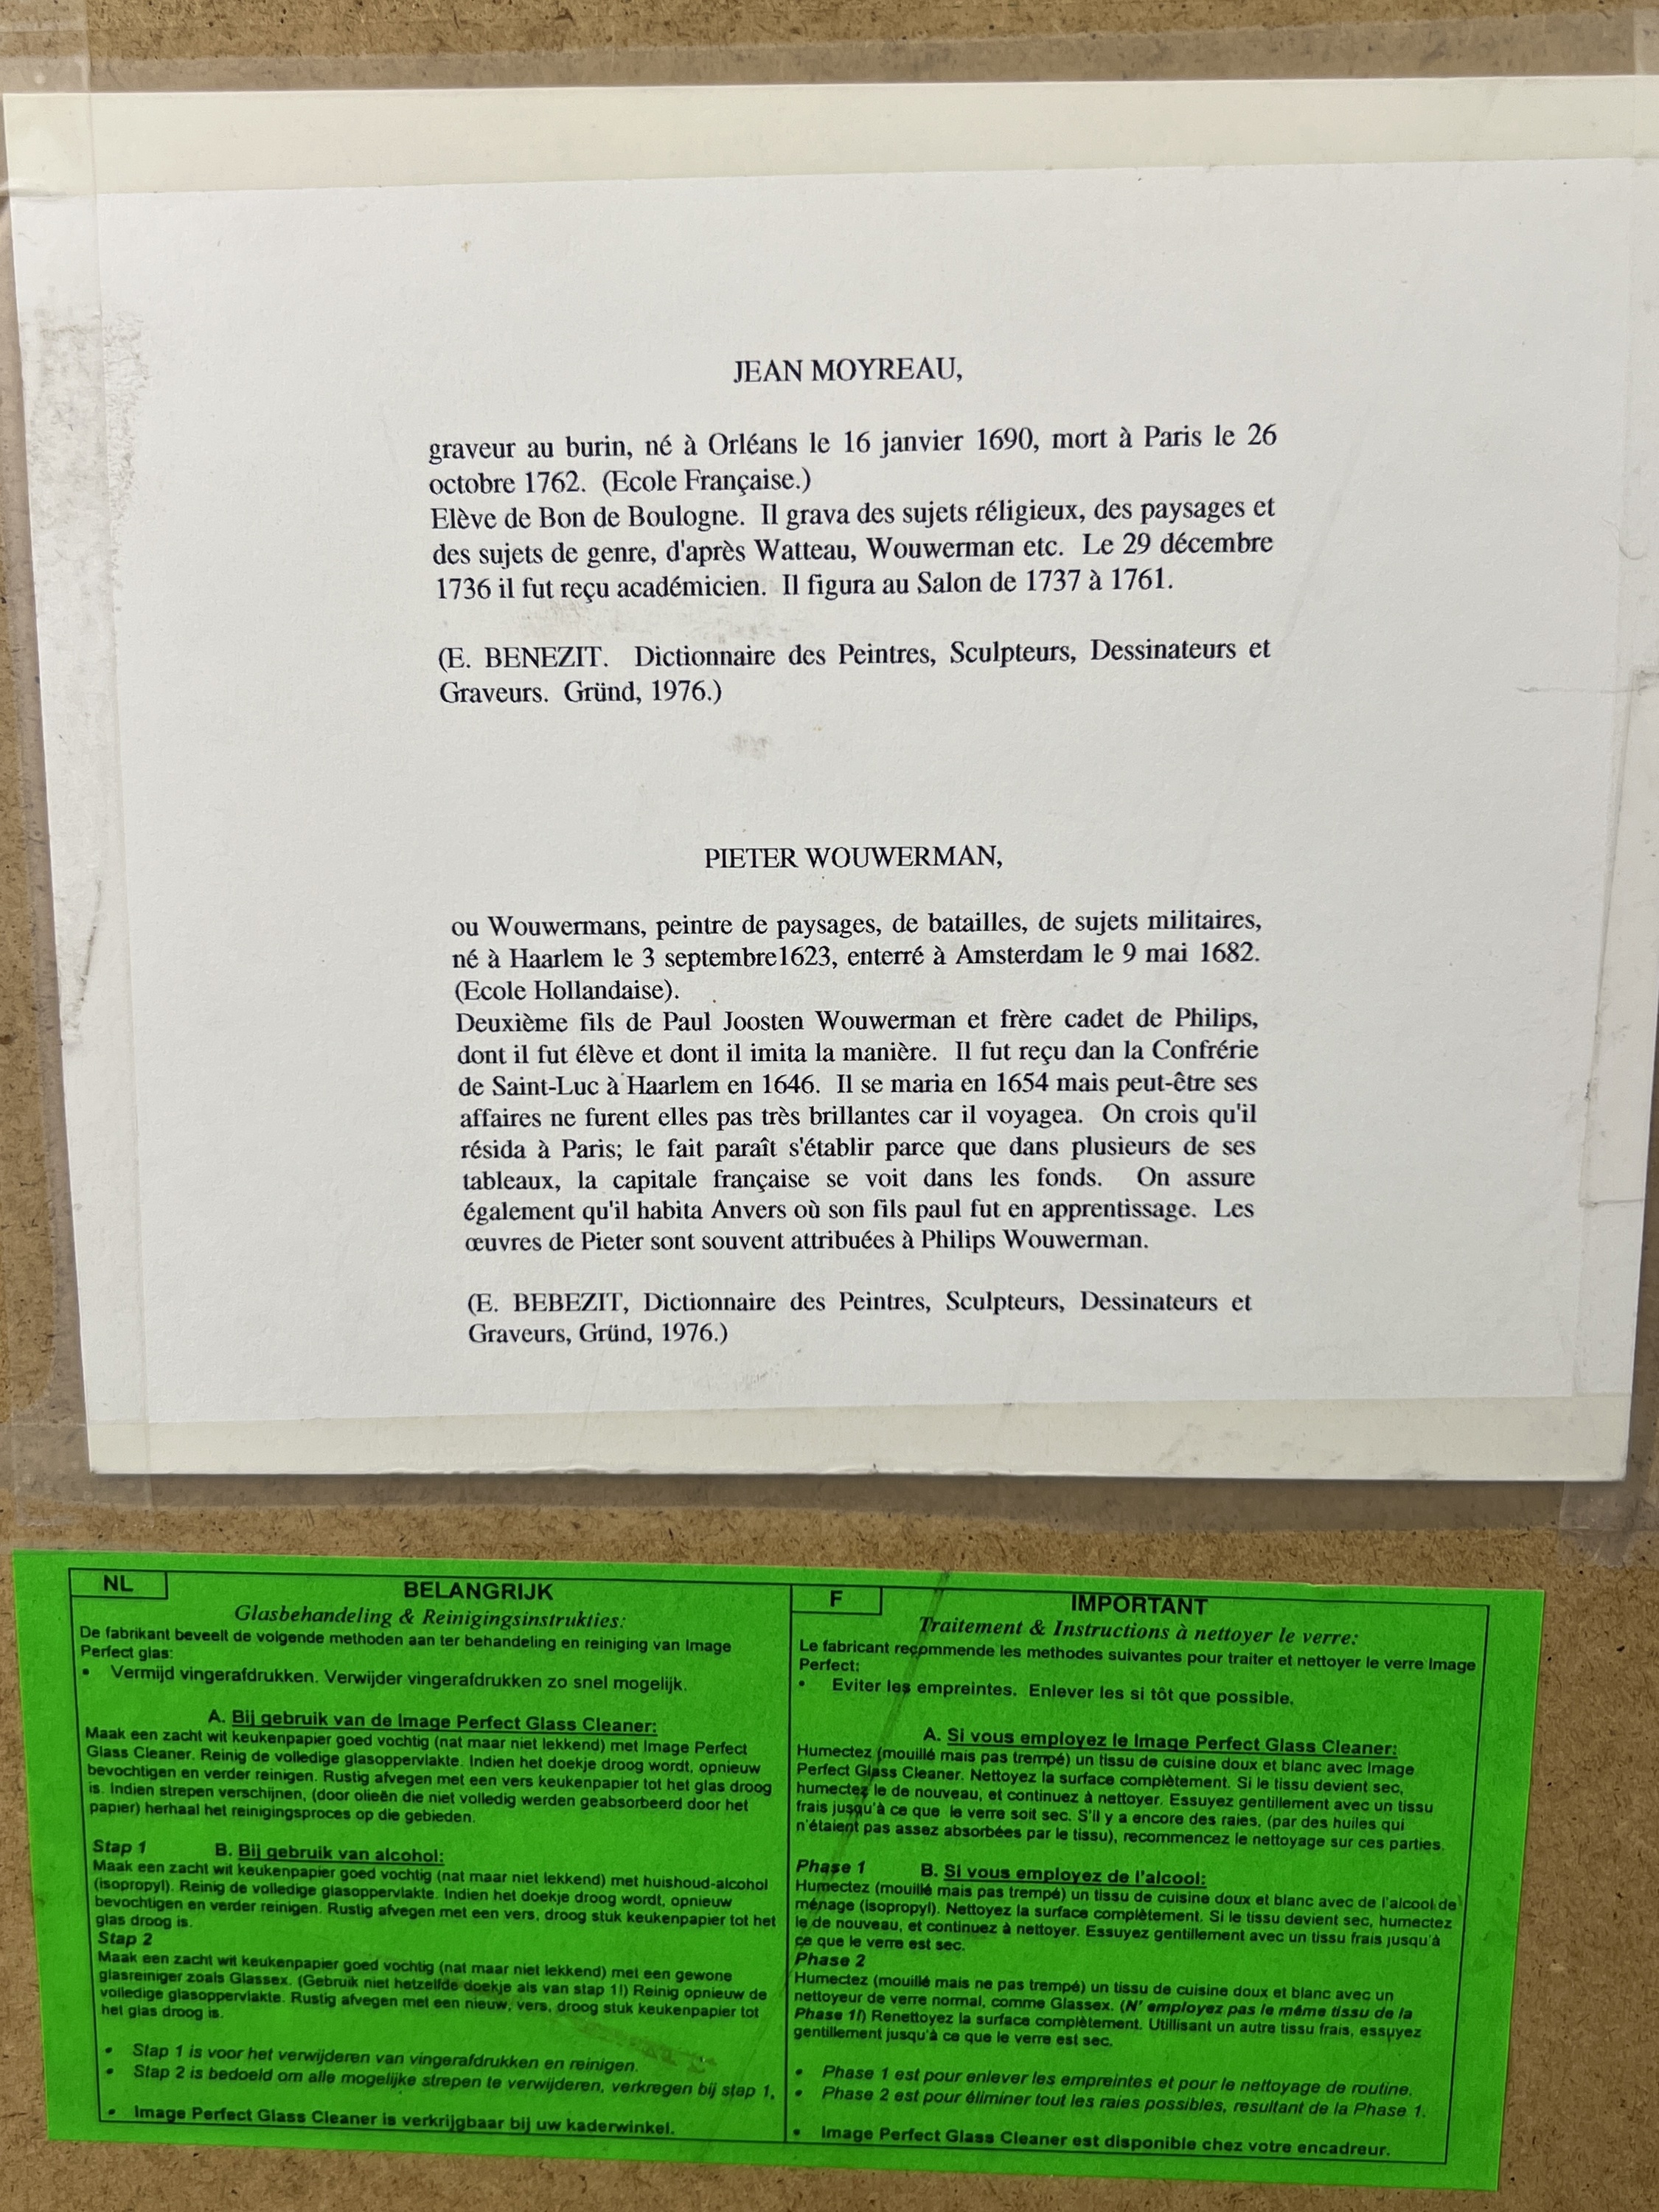 JEAN MOYREAU,
graveur au burin, né à Orléans le 16 janvier 1690, mort à Paris le 26
octobre 1762. (Ecole Française.)
Elève de Bon de Boulogne. Il grava des sujets réligieux, des paysages et
des sujets de genre, d'après Watteau, Wouwerman etc. Le 29 décembre
1736 il fut reçu académicien. Il figura au Salon de 1737 à 1761.
(E. BENEZIT. Dictionnaire des Peintres, Sculpteurs, Dessinateurs et
Graveurs. Gründ, 1976.)
PIETER WOUWERMAN,
ou Wouwermans, peintre de paysages, de batailles, de sujets militaires,
né à Haarlem le 3 septembre1623, enterré à Amsterdam le 9 mai 1682.
(Ecole Hollandaise).
Deuxième fils de Paul Joosten Wouwerman et frère cadet de Philips,
dont il fut élève et dont il imita la manière. Il fut reçu dan la Confrérie
de Saint-Luc à Haarlem en 1646. Il se maria en 1654 mais peut-être ses
affaires ne furent elles pas très brillantes car il voyagea. On crois qu'il
résida à Paris; le fait paraît s'établir parce que dans plusieurs de ses
tableaux, la capitale française se voit dans les fonds. On assure
également qu'il habita Anvers où son fils paul fut en apprentissage. Les
œuvres de Pieter sont souvent attribuées à Philips Wouwerman.
(E. BEBEZIT, Dictionnaire des Peintres, Sculpteurs, Dessinateurs et
Graveurs, Gründ, 1976.)
NL
BELANGRIJK
Glasbehandeling & Reinigingsinstrukties:
De fabrikant beveelt de volgende methoden aan ter behandeling en reiniging van Image
Perfect glas:
• Vermijd vingerafdrukken. Verwijder vingerafdrukken zo snel mogelijk.
A. Bij gebruik van de Image Perfect Glass Cleaner:
Maak een zacht wit keukenpapier goed vochtig (nat maar niet lekkend) met Image Perfect
Glass Cleaner. Reinig de volledige glasoppervlakte. Indien het doekje droog wordt, opnieuw
bevochtigen en verder reinigen. Rustig afvegen met een vers keukenpapier tot het glas droog
is. Indien strepen verschijnen, (door olieën die niet volledig werden geabsorbeerd door het
papier) herhaal het reinigingsproces op die gebieden.
Stap 1 B. Bij gebruik van alcohol:
Maak een zacht wit keukenpapier goed vochtig (nat maar niet lekkend) met huishoud-alcohol
(isopropyl). Reinig de volledige glasoppervlakte. Indien het doekje droog wordt, opnieuw
bevochtigen en verder reinigen. Rustig afvegen met een vers, droog stuk keukenpapier tot het
glas droog is.
Stap 2
Maak een zacht wit keukenpapier goed vochtig (nat maar niet lekkend) met een gewone
glasreiniger zoals Glassex. (Gebruik niet hetzelfde doekje als van stap 1!) Reinig opnieuw de
volledige glasoppervlakte. Rustig afvegen met een nieuw, vers, droog stuk keukenpapier tot
het glas droog is.
• Stap 1 is voor het verwijderen van vingerafdrukken en reinigen.
• Stap 2 is bedoeld om alle mogelijke strepen te verwijderen, verkregen bij stap 1.
• Image Perfect Glass Cleaner is verkrijgbaar bij uw kaderwinkel.
F
IMPORTANT
Traitement & Instructions à nettoyer le verre:
Le fabricant reçommende les methodes suivantes pour traiter et nettoyer le verre Image
Perfect:
• Eviter les empreintes. Enlever les si tôt que possible.
A. Si vous employez le Image Perfect Glass Cleaner:
Humectez (mouillé mais pas trempé) un tissu de cuisine doux et blanc avec Image
Perfect Glass Cleaner. Nettoyez la surface complètement. Si le tissu devient sec,
humectez le de nouveau, et continuez à nettoyer. Essuyez gentillement avec un tissu
frais jusqu'à ce que le verre soit sec. S'il y a encore des raies, (par des huiles qui
n'étaient pas assez absorbées par le tissu), recommencez le nettoyage sur ces parties.
Phase 1 B. Si vous employez de l'alcool:
Humectez (mouillé mais pas trempé) un tissu de cuisine doux et blanc avec de l'alcool de
ménage (isopropyl). Nettoyez la surface complètement. Si le tissu devient sec, humectez
le de nouveau, et continuez à nettoyer. Essuyez gentillement avec un tissu frais jusqu'à
ce que le verre est sec.
Phase 2
Humectez (mouillé mais ne pas trempé) un tissu de cuisine doux et blanc avec un
nettoyeur de verre normal, comme Glassex. (N' employez pas le même tissu de la
Phase 1!) Renettoyez la surface complètement. Utillisant un autre tissu frais, essuyez
gentillement jusqu'à ce que le verre est sec.
• Phase 1 est pour enlever les empreintes et pour le nettoyage de routine.
• Phase 2 est pour éliminer tout les raies possibles, resultant de la Phase 1.
• Image Perfect Glass Cleaner est disponible chez votre encadreur.